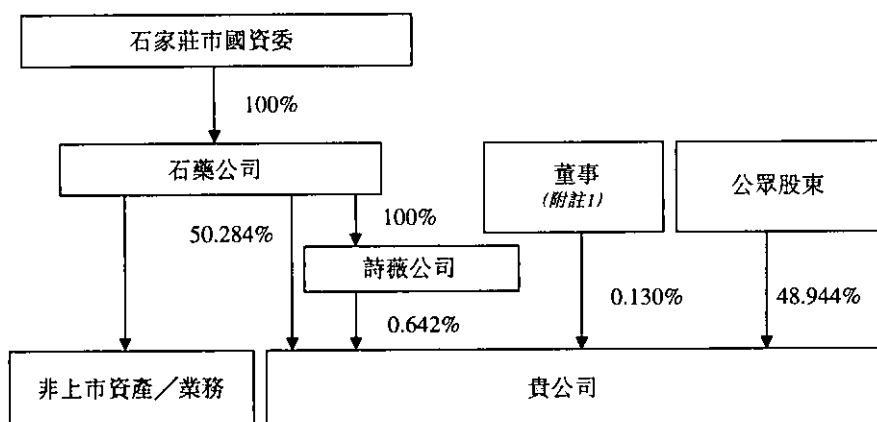 石家莊市國資委
100%
石藥公司
董事
(附註1)
公眾股東
50.284%
100%
詩薇公司
0.642%
0.130%
48.944%
非上市資產／業務
貴公司